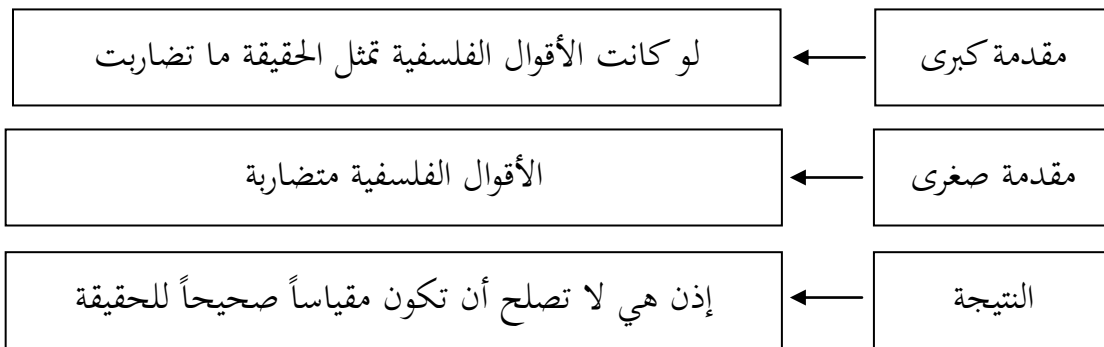 مقدمة كبرى
لو كانت الأقوال الفلسفية تمثل الحقيقة ما تضاربت
مقدمة صغرى
الأقوال الفلسفية متضاربة
النتيجة
إذن هي لا تصلح أن تكون مقياساً صحيحاً للحقيقة